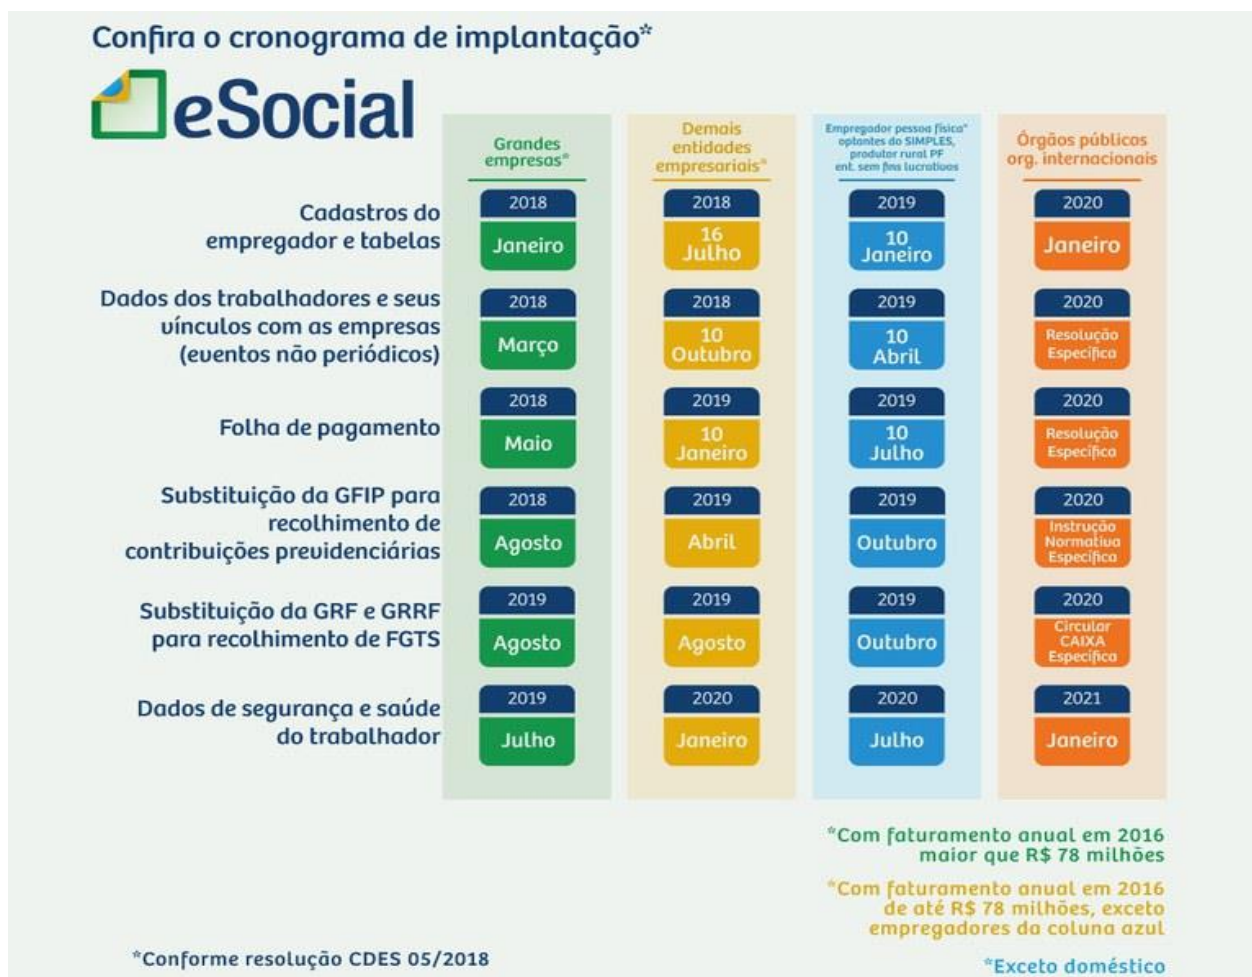 Confira o cronograma de implantação*
eSocial
Grandes
empresas*
Demais
entidades
empresariais*
Empregador pessoa física*
optantes do SIMPLES,
produtor rural PF
ent. sem fins lucrativos
Órgãos públicos
org. internacionais
Cadastros do
empregador e tabelas
2018
Janeiro
2018
16
Julho
2019
10
Janeiro
2020
Janeiro
Dados dos trabalhadores e seus
vínculos com as empresas
(eventos não periódicos)
2018
Março
2018
10
Outubro
2019
10
Abril
2020
Resolução
Específica
Folha de pagamento
2018
Maio
2019
10
Janeiro
2019
10
Julho
2020
Resolução
Específica
Substituição da GFIP para
recolhimento de
contribuições previdenciárias
2018
Agosto
2019
Abril
2019
Outubro
2020
Instrução
Normativa
Específica
Substituição da GRF e GRRF
para recolhimento de FGTS
2019
Agosto
2019
Agosto
2019
Outubro
2020
Circular
CAIXA
Específica
Dados de segurança e saúde
do trabalhador
2019
Julho
2020
Janeiro
2020
Julho
2021
Janeiro
*Com faturamento anual em 2016
maior que R$ 78 milhões
*Com faturamento anual em 2016
de até R$ 78 milhões, exceto
empregadores da coluna azul
*Conforme resolução CDES 05/2018
*Exceto doméstico